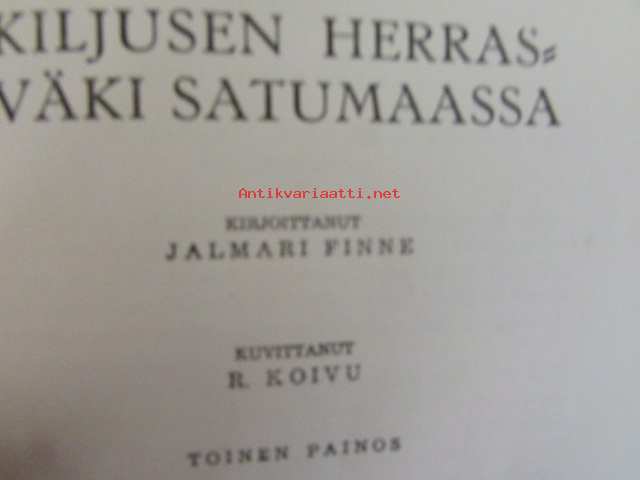 KILJUSEN HERRAS=
VÄKI SATUMAASSA
Antikvariaatti.net
KIRJOITTANUT
JALMARI FINNE
KUVITTANUT
R. KOIVU
TOINEN PAINOS